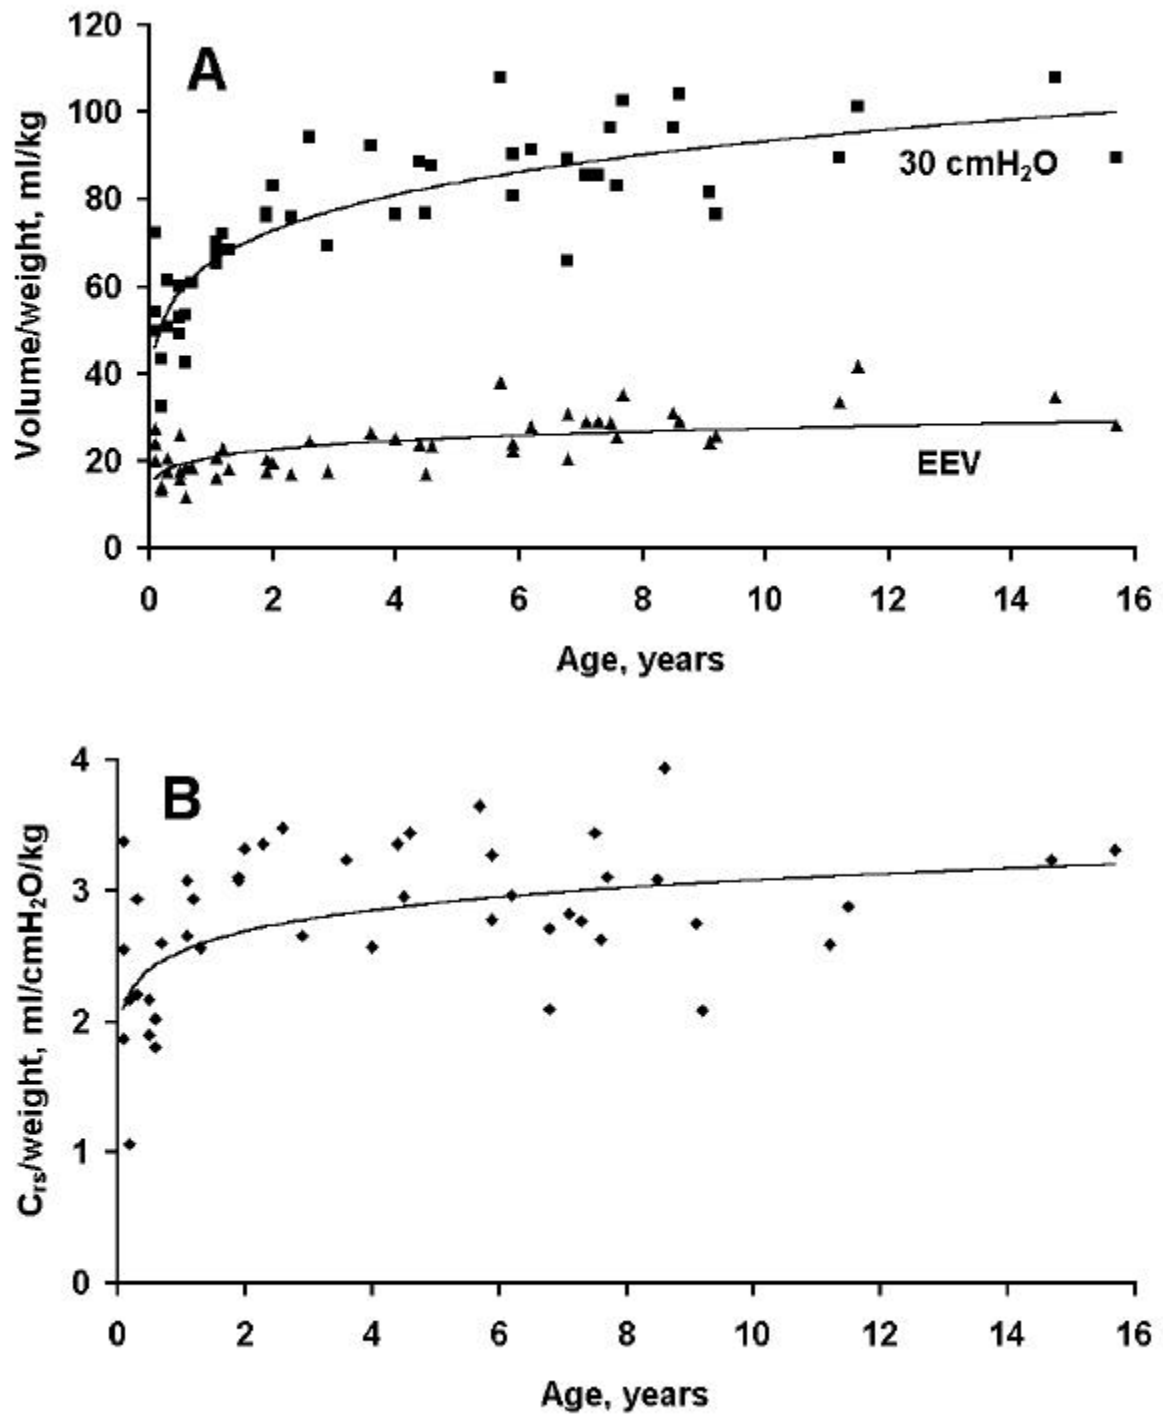 A
Volume/weight, ml/kg
120
100
80
60
40
20
0
30 cmH₂O
EEV
0 2 4 6 8 10 12 14 16
Age, years
B
Crs/weight, ml/cmH₂O/kg
4
3
2
1
0
0 2 4 6 8 10 12 14 16
Age, years